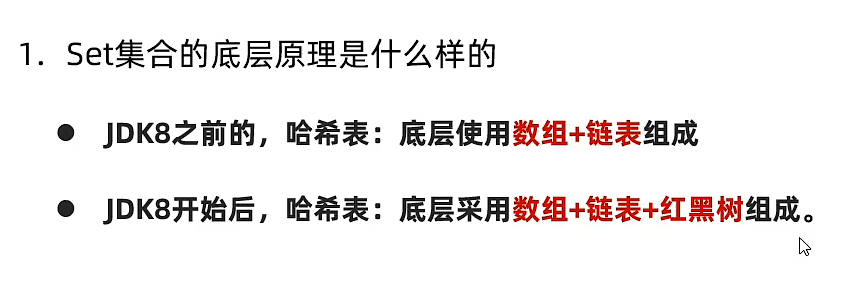 1. Set集合的底层原理是什么样的
● JDK8之前的，哈希表：底层使用数组+链表组成
● JDK8开始后，哈希表：底层采用数组+链表+红黑树组成。